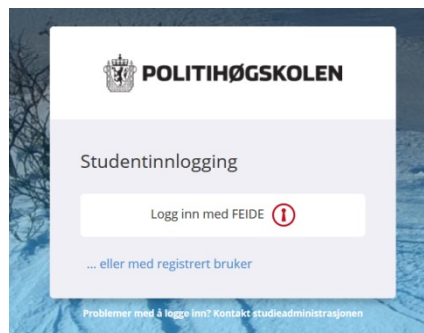 POLITIHØGSKOLEN
Studentinnlogging
Logg inn med FEIDE
... eller med registrert bruker
Problemer med å logge inn? Kontakt studieadministrasjonen